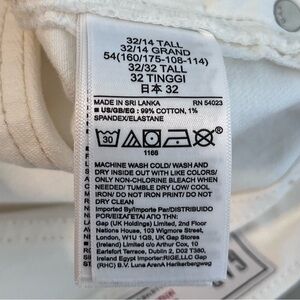 32/14 TALL
32/14 GRAND
54(160/175-108-114)
32/32 TALL
32 TINGGI
日本 32
MADE IN SRI LANKA RN 54023
■ US/GB/EG : 99% COTTON, 1%
SPANDEX/ELASTANE
30
1166
MACHINE WASH COLD/ WASH AND
DRY INSIDE OUT WITH LIKE COLORS/
ONLY NON-CHLORINE BLEACH WHEN
NEEDED/ TUMBLE DRY LOW COOL
IRON/ DO NOT IRON PRINT/ DO NOT
DRY CLEAN
Imported By/Importe Par/DISTRIBUIDO
POR/ΕΙΣΑΓΕΤΑΙ ΑΠΟ ΤΗΝ:
Gap UK (Gap Holdings) Limited, 2nd Floor
Nations House, 103 Wigmore Street,
London, W1U 1QS, UK Gap Stores
(Ireland) Limited c/o Arthur Cox, 10
Earlsfort Terrace, Dublin 2, D02 T380,
Ireland Egypt Importer:RIGE,LLO Gap
(RHC) B.V. Luna ArenA Herikerbergweg